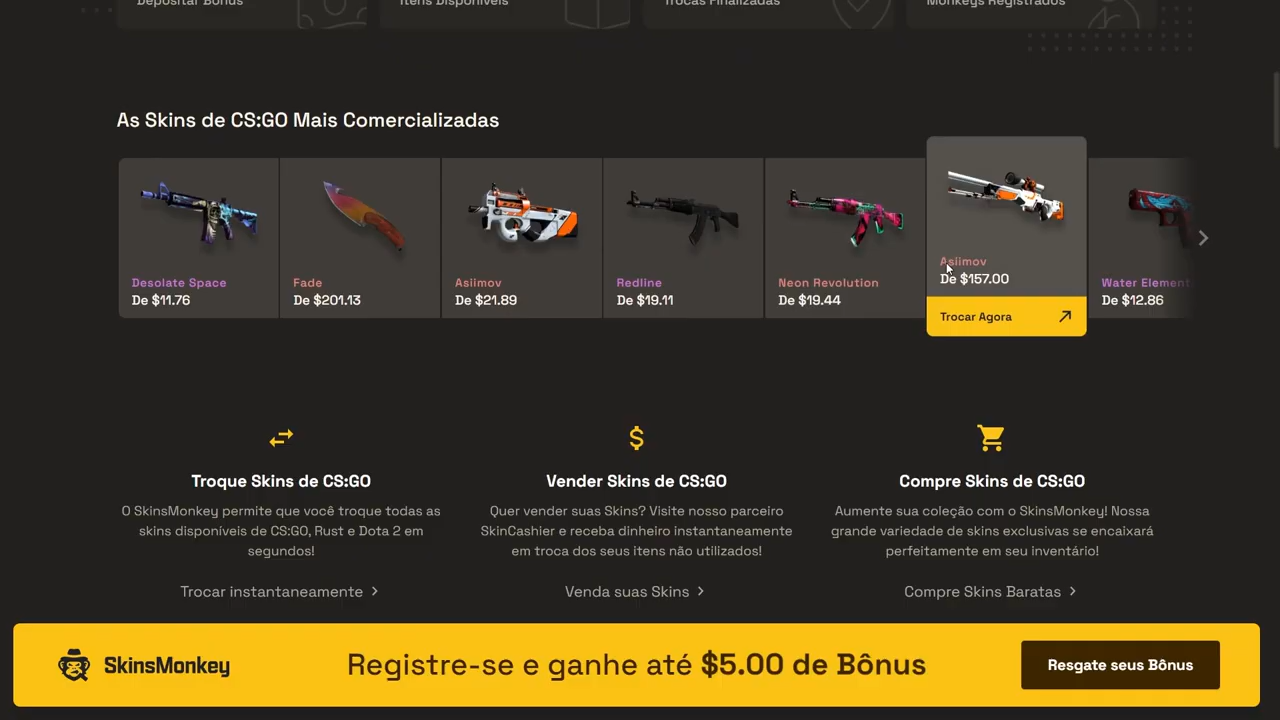 Depositar Bônus
Itens Disponíveis
Trocas Finalizadas
Monkeys Registrados
As Skins de CS:GO Mais Comercializadas
Desolate Space
De $11.76
Fade
De $201.13
Asiimov
De $21.89
Redline
De $19.11
Neon Revolution
De $19.44
Asiimov
De $157.00
Trocar Agora
Water Element
De $12.86
Troque Skins de CS:GO
O SkinsMonkey permite que você troque todas as
skins disponíveis de CS:GO, Rust e Dota 2 em
segundos!
Trocar instantaneamente
Vender Skins de CS:GO
Quer vender suas Skins? Visite nosso parceiro
SkinCashier e receba dinheiro instantaneamente
em troca dos seus itens não utilizados!
Venda suas Skins
Compre Skins de CS:GO
Aumente sua coleção com o SkinsMonkey! Nossa
grande variedade de skins exclusivas se encaixará
perfeitamente em seu inventário!
Compre Skins Baratas
SkinsMonkey
Registre-se e ganhe até $5.00 de Bônus
Resgate seus Bônus